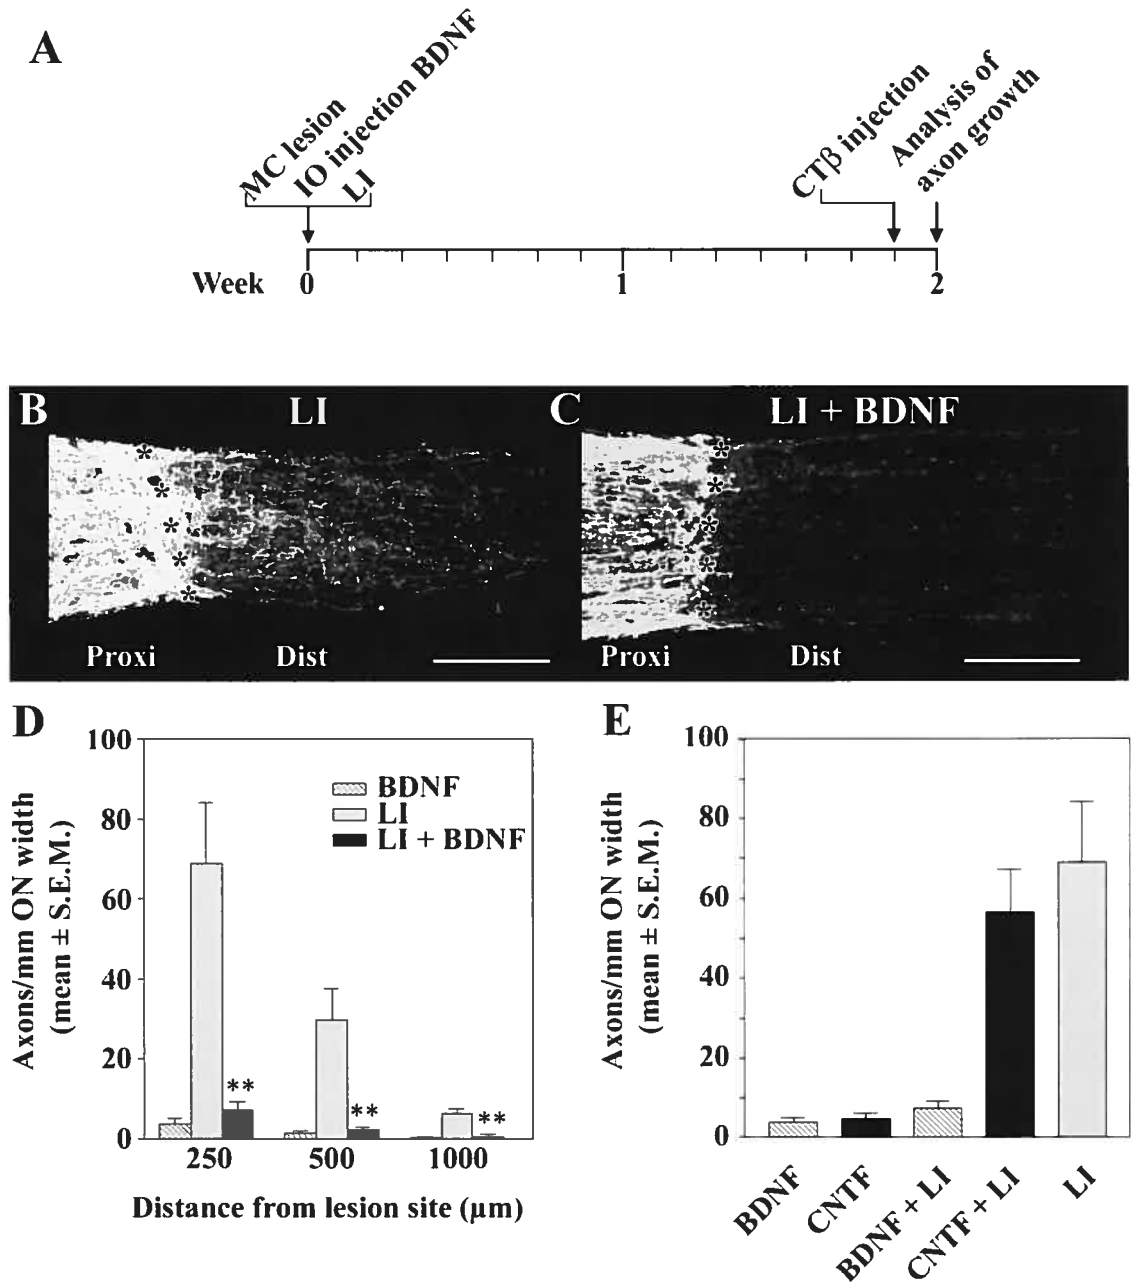 A
MC lesion
IO injection BDNF
LI
CTβ injection
Analysis of
axon growth
Week 0 1 2
B LI C LI + BDNF
* * * * * * * * * *
Proxi Dist Proxi Dist
D
Axons/mm ON width
(mean ± S.E.M.)
100
80
60
40
20
0
BDNF
LI
LI + BDNF
** ** **
250 500 1000
Distance from lesion site (µm)
E
Axons/mm ON width
(mean ± S.E.M.)
100
80
60
40
20
0
BDNF
CNTF
BDNF + LI
CNTF + LI
LI